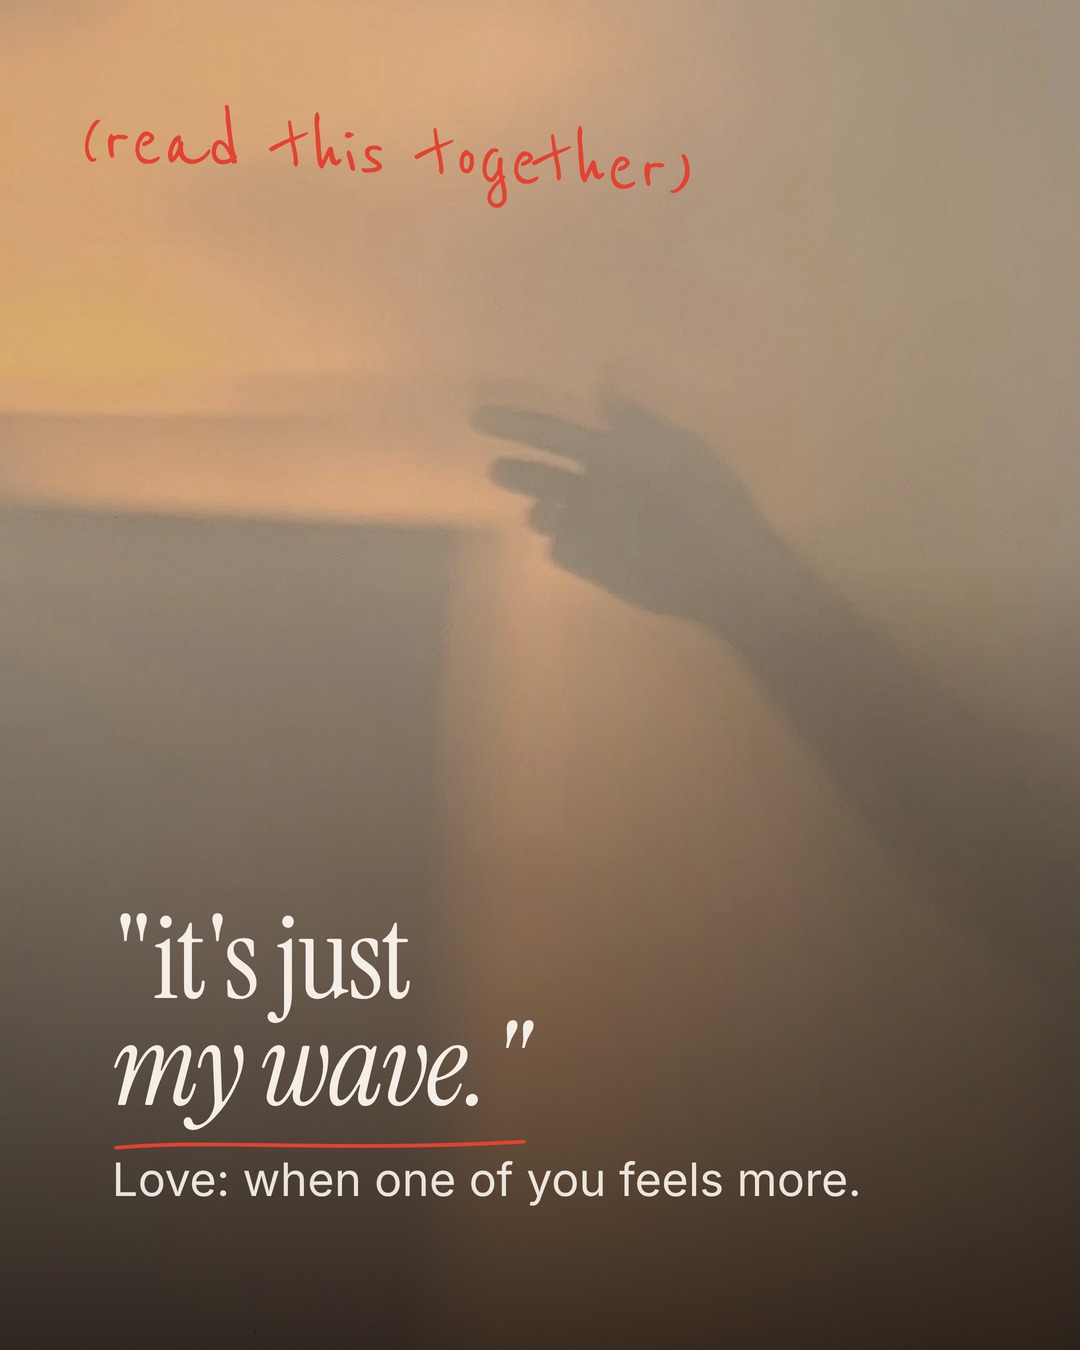 (read this together)
"it's just
my wave."
Love: when one of you feels more.